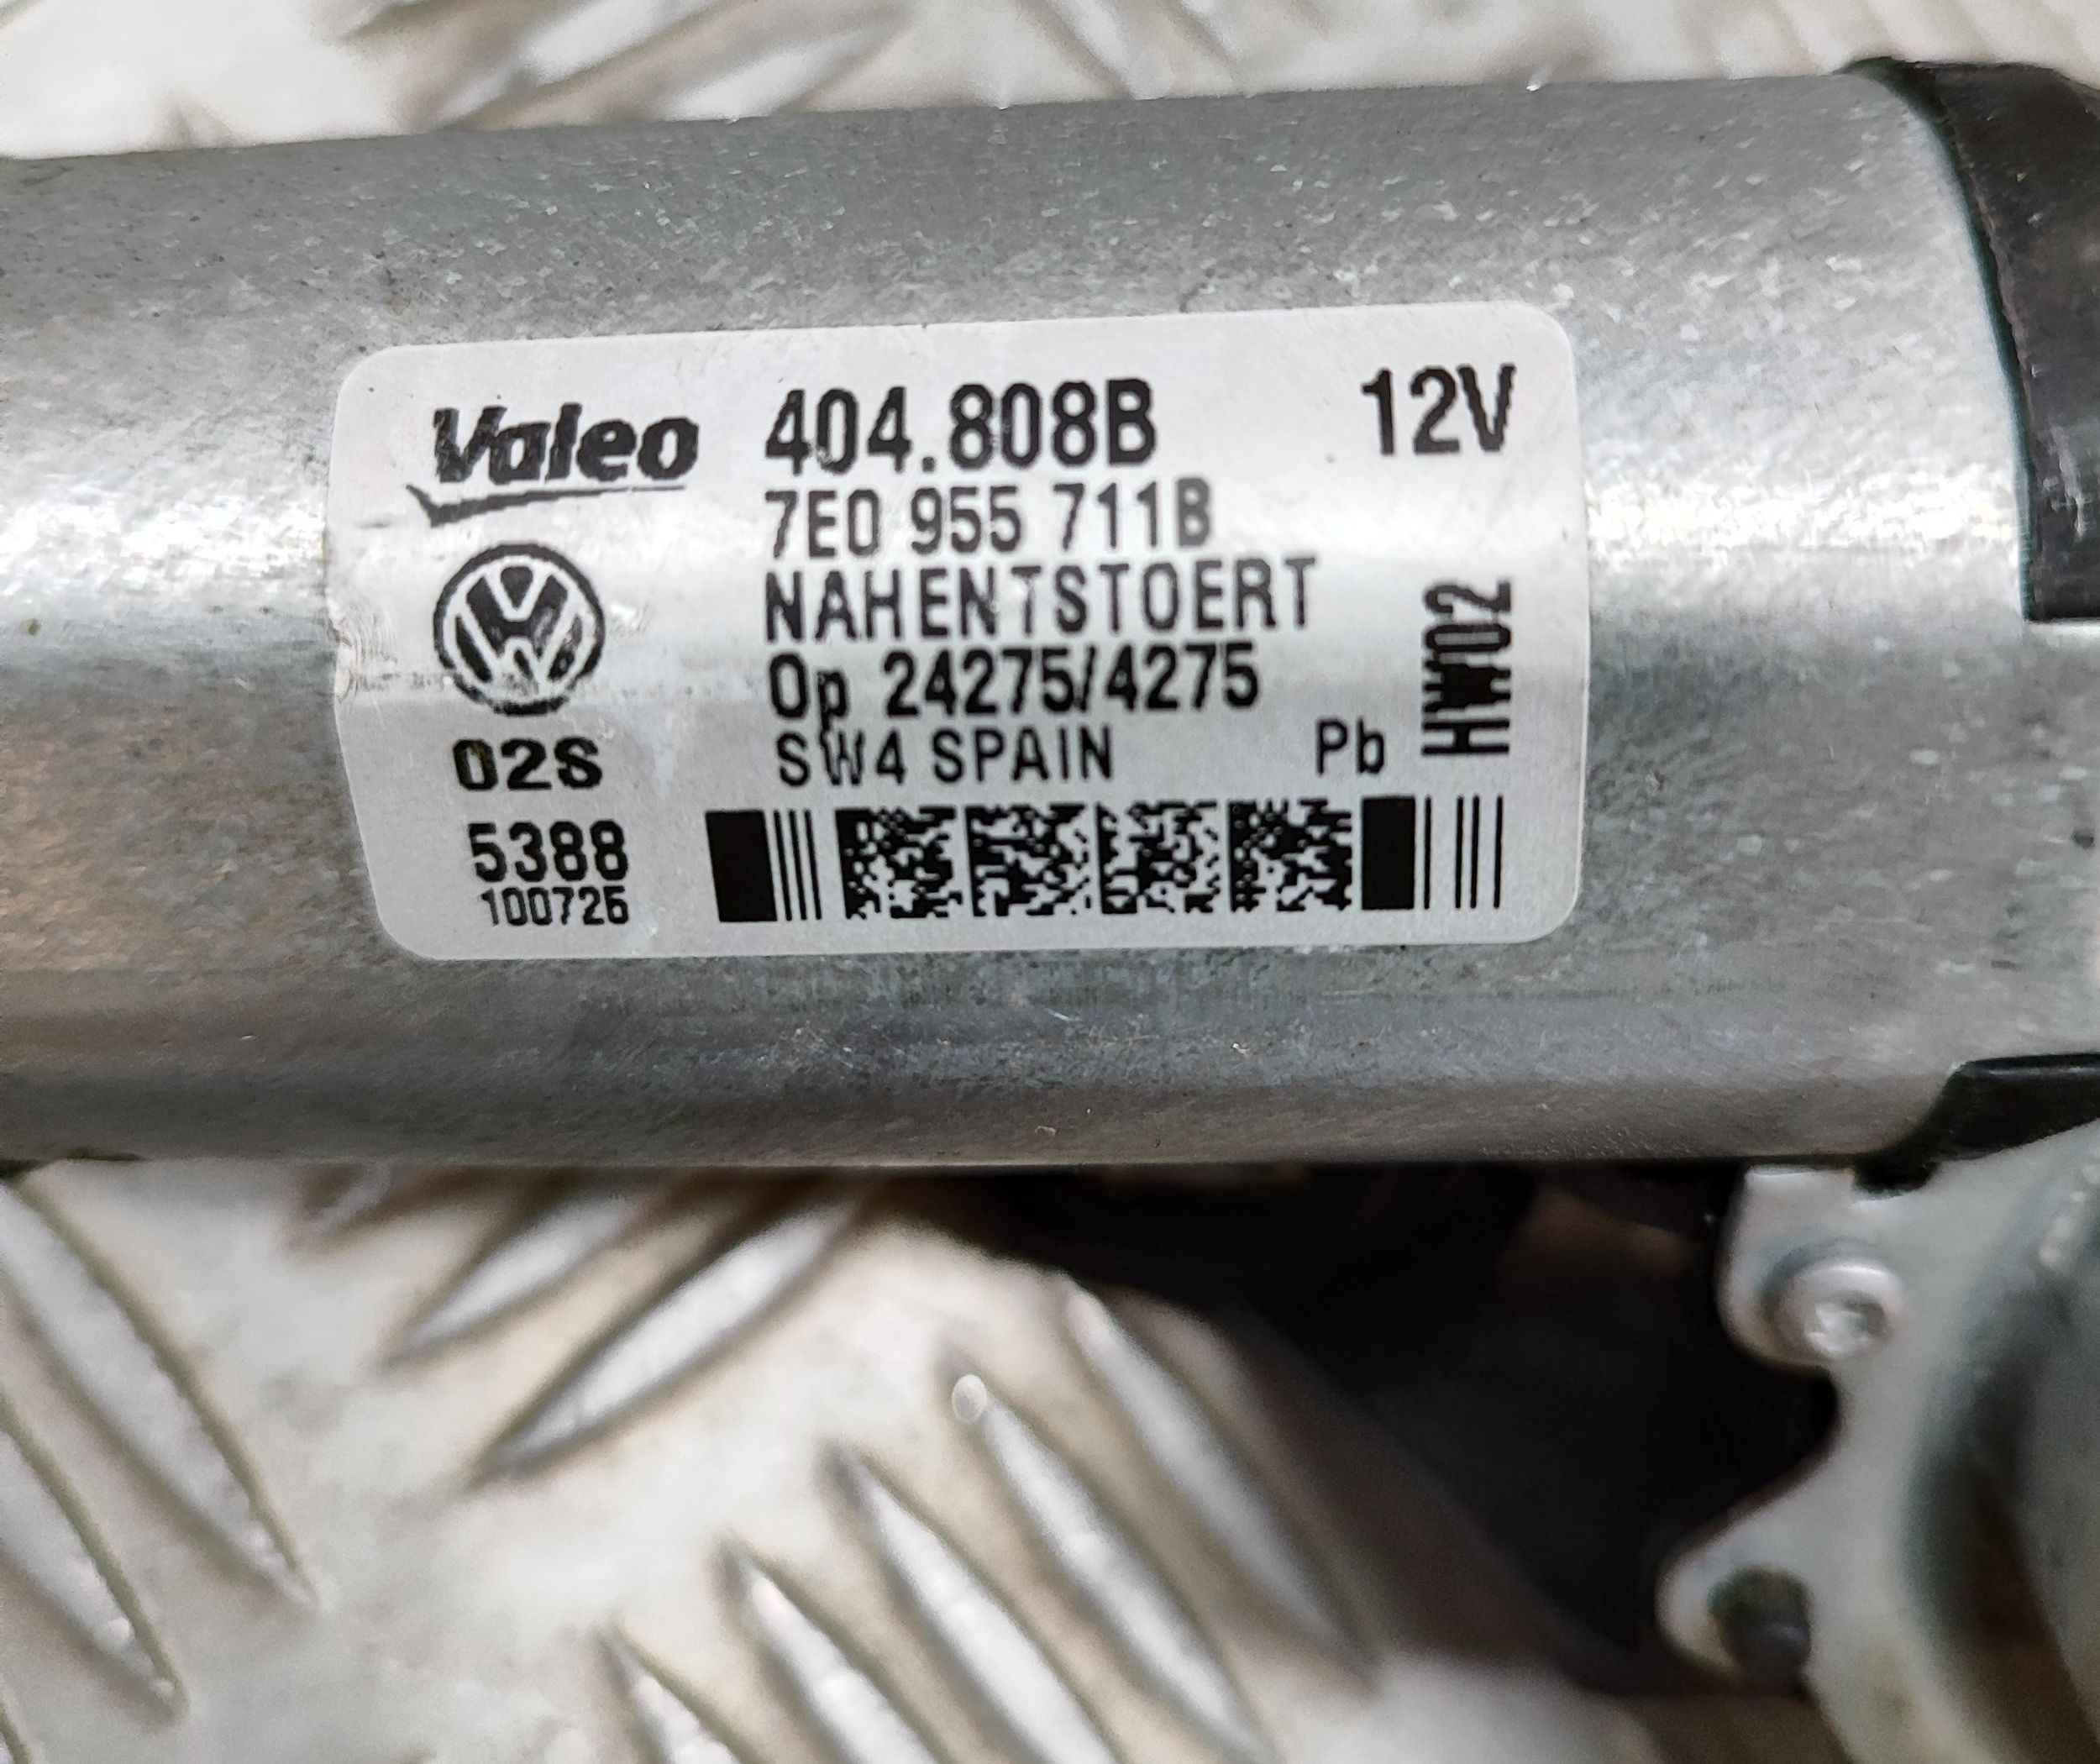 Valeo 404.808B 12V
7E0 955 711B
NAHENTSTOERT
Op 24275/4275
HW02
02S SW4 SPAIN Pb
5388
100726